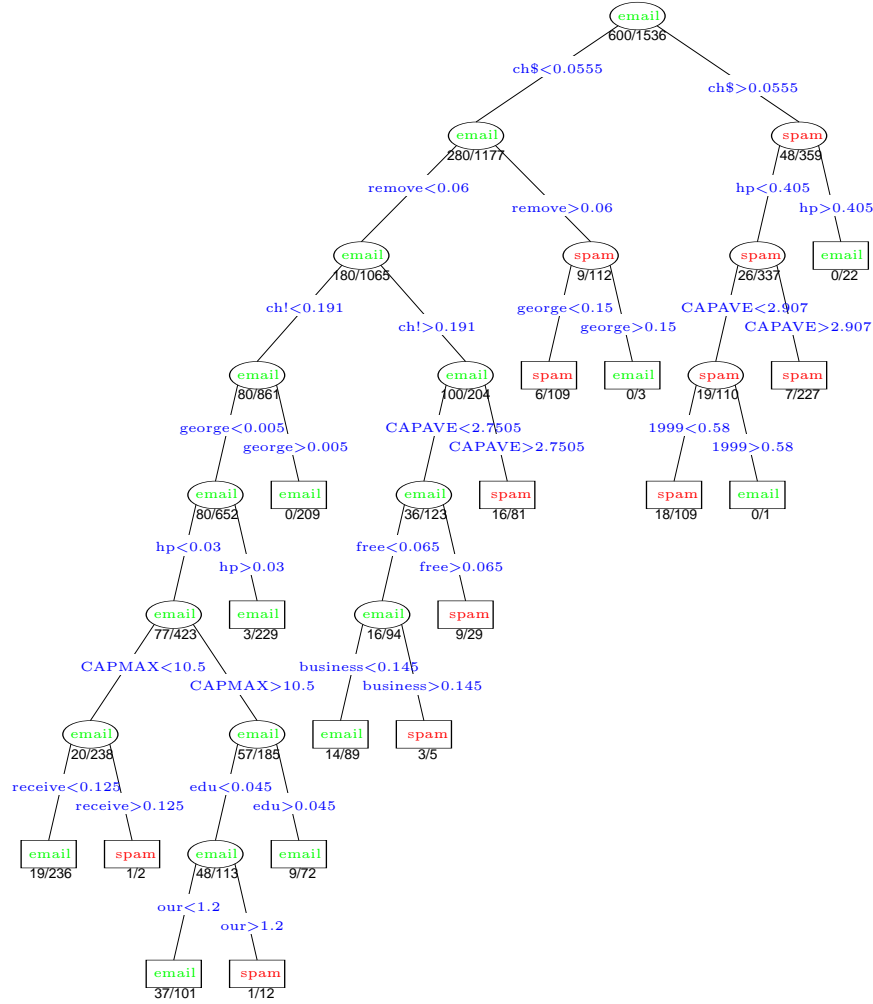 email
600/1536
ch$<0.0555
ch$>0.0555
email
280/1177
spam
48/359
remove<0.06
hp<0.405
remove>0.06
hp>0.405
email
180/1065
spam
9/112
spam
26/337
email
0/22
ch!<0.191
george<0.15
CAPAVE<2.907
ch!>0.191
george>0.15
CAPAVE>2.907
email
80/861
email
100/204
spam
6/109
email
0/3
spam
19/110
spam
7/227
george<0.005
CAPAVE<2.7505
1999<0.58
george>0.005
CAPAVE>2.7505
1999>0.58
email
80/652
email
0/209
email
36/123
spam
16/81
spam
18/109
email
0/1
hp<0.03
free<0.065
hp>0.03
free>0.065
email
77/423
email
3/229
email
16/94
spam
9/29
CAPMAX<10.5
business<0.145
CAPMAX>10.5
business>0.145
email
20/238
email
57/185
email
14/89
spam
3/5
receive<0.125
edu<0.045
receive>0.125
edu>0.045
email
19/236
spam
1/2
email
48/113
email
9/72
our<1.2
our>1.2
email
37/101
spam
1/12